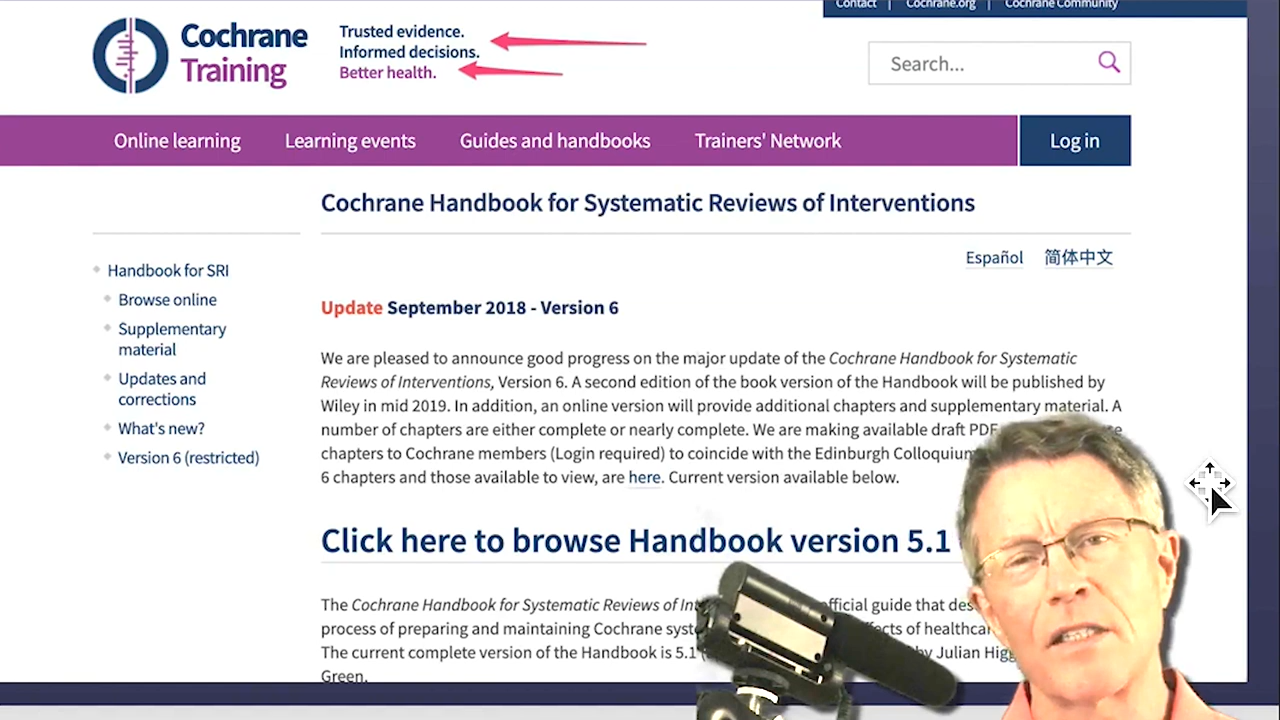 Contact | Cochrane.org | Cochrane Community
Cochrane
Training
Trusted evidence.
Informed decisions.
Better health.
Search...
Online learning
Learning events
Guides and handbooks
Trainers' Network
Log in
Cochrane Handbook for Systematic Reviews of Interventions
Español 简体中文
Handbook for SRI
Browse online
Supplementary
material
Updates and
corrections
What's new?
Version 6 (restricted)
Update September 2018 - Version 6
We are pleased to announce good progress on the major update of the Cochrane Handbook for Systematic
Reviews of Interventions, Version 6. A second edition of the book version of the Handbook will be published by
Wiley in mid 2019. In addition, an online version will provide additional chapters and supplementary material. A
number of chapters are either complete or nearly complete. We are making available draft PDF
chapters to Cochrane members (Login required) to coincide with the Edinburgh Colloquium
6 chapters and those available to view, are here. Current version available below.
Click here to browse Handbook version 5.1
The Cochrane Handbook for Systematic Reviews of official guide that
process of preparing and maintaining Cochrane of
The current complete version of the Handbook is 5.1 by Julian
Green.